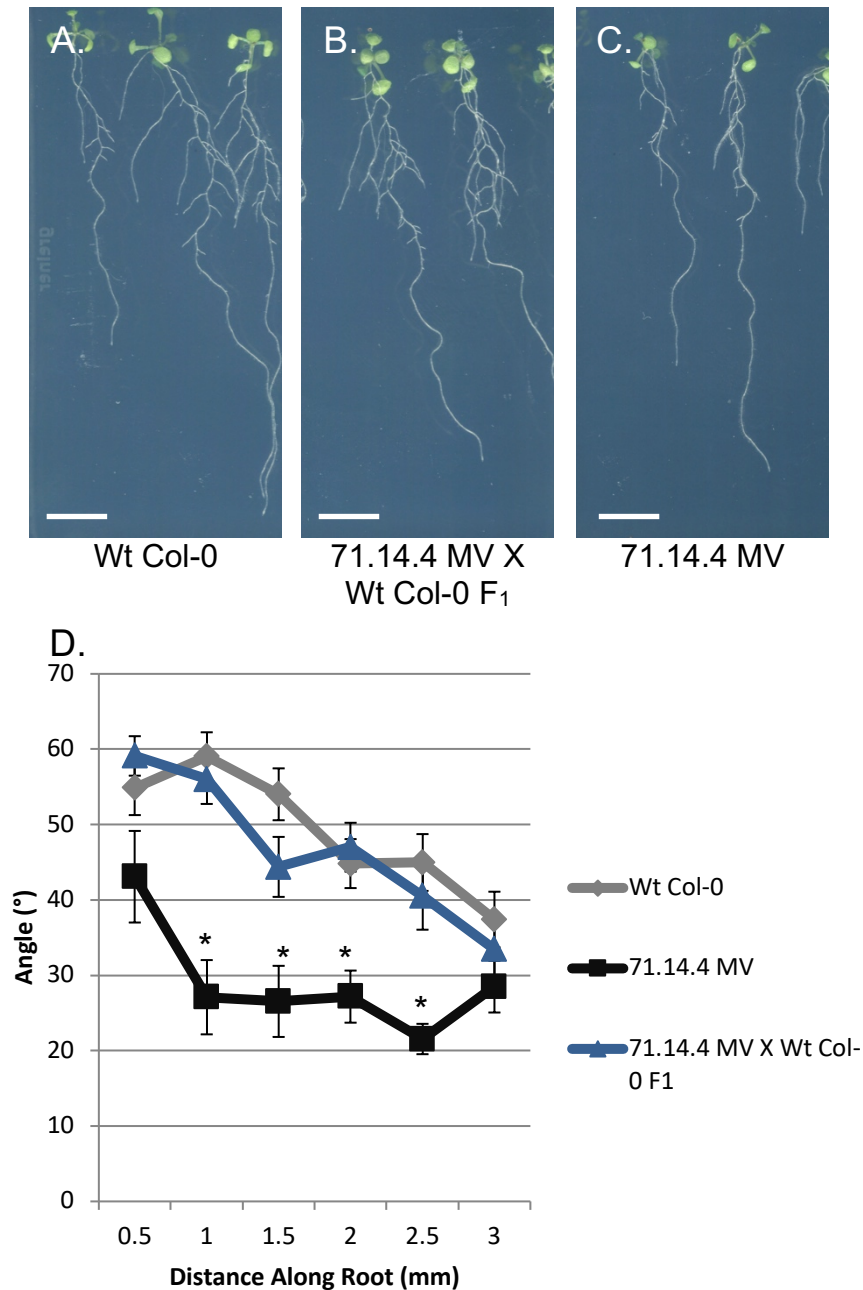 A.
B.
C.
greiner
Wt Col-0
71.14.4 MV X
Wt Col-0 F₁
71.14.4 MV
D.
70
60
50
40
30
20
10
0
Angle (°)
*
*
*
*
0.5 1 1.5 2 2.5 3
Distance Along Root (mm)
Wt Col-0
71.14.4 MV
71.14.4 MV X Wt Col-
0 F1